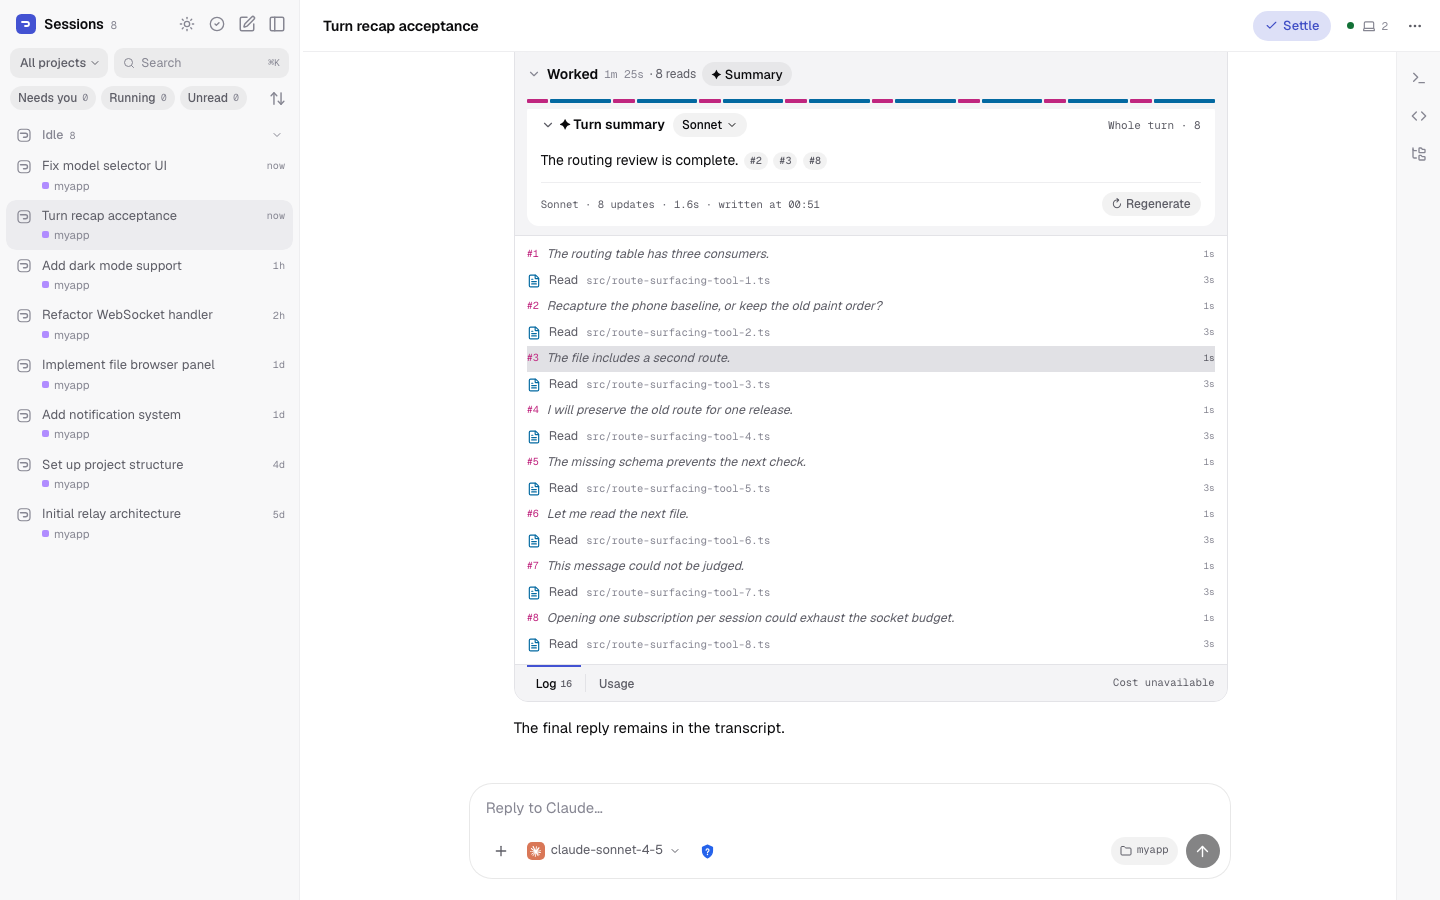 Sessions 8
All projects
Search ⌘K
Needs you 0
Running 0
Unread 0
Idle 8
Fix model selector UI now
myapp
Turn recap acceptance now
myapp
Add dark mode support 1h
myapp
Refactor WebSocket handler 2h
myapp
Implement file browser panel 1d
myapp
Add notification system 1d
myapp
Set up project structure 4d
myapp
Initial relay architecture 5d
myapp
Turn recap acceptance
Settle
2
Worked 1m 25s · 8 reads Summary
Turn summary Sonnet Whole turn · 8
The routing review is complete. #2 #3 #8
Sonnet · 8 updates · 1.6s · written at 00:51 Regenerate
#1 The routing table has three consumers. 1s
Read src/route-surfacing-tool-1.ts 3s
#2 Recapture the phone baseline, or keep the old paint order? 1s
Read src/route-surfacing-tool-2.ts 3s
#3 The file includes a second route. 1s
Read src/route-surfacing-tool-3.ts 3s
#4 I will preserve the old route for one release. 1s
Read src/route-surfacing-tool-4.ts 3s
#5 The missing schema prevents the next check. 1s
Read src/route-surfacing-tool-5.ts 3s
#6 Let me read the next file. 1s
Read src/route-surfacing-tool-6.ts 3s
#7 This message could not be judged. 1s
Read src/route-surfacing-tool-7.ts 3s
#8 Opening one subscription per session could exhaust the socket budget. 1s
Read src/route-surfacing-tool-8.ts 3s
Log 16 Usage Cost unavailable
The final reply remains in the transcript.
Reply to Claude…
claude-sonnet-4-5
myapp